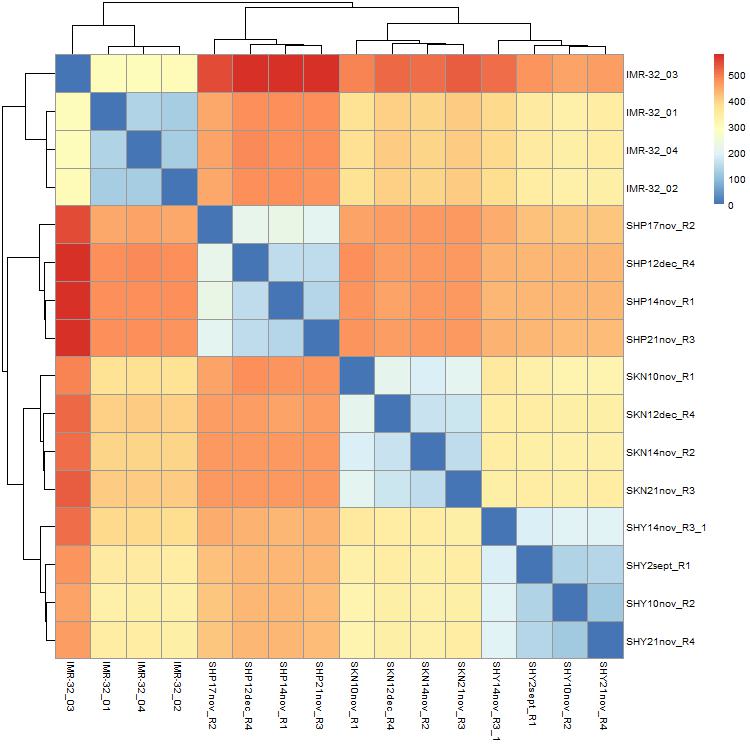 500
400
300
200
100
0
IMR-32_03
IMR-32_01
IMR-32_04
IMR-32_02
SHP17nov_R2
SHP12dec_R4
SHP14nov_R1
SHP21nov_R3
SKN10nov_R1
SKN12dec_R4
SKN14nov_R2
SKN21nov_R3
SHY14nov_R3_1
SHY2sept_R1
SHY10nov_R2
SHY21nov_R4
IMR-32_03
IMR-32_01
IMR-32_04
IMR-32_02
SHP17nov_R2
SHP12dec_R4
SHP14nov_R1
SHP21nov_R3
SKN10nov_R1
SKN12dec_R4
SKN14nov_R2
SKN21nov_R3
SHY14nov_R3_1
SHY2sept_R1
SHY10nov_R2
SHY21nov_R4